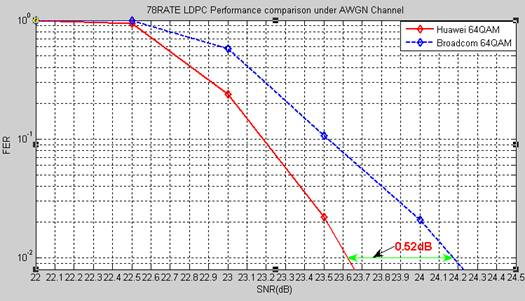 78RATE LDPC Performance comparison under AWGN Channel
Huawei 64QAM
Broadcom 64QAM
10^0
10^-1
10^-2
FER
0.52dB
22 22.1 22.2 22.3 22.4 22.5 22.6 22.7 22.8 22.9 23 23.1 23.2 23.3 23.4 23.5 23.6 23.7 23.8 23.9 24 24.1 24.2 24.3 24.4 24.5
SNR(dB)